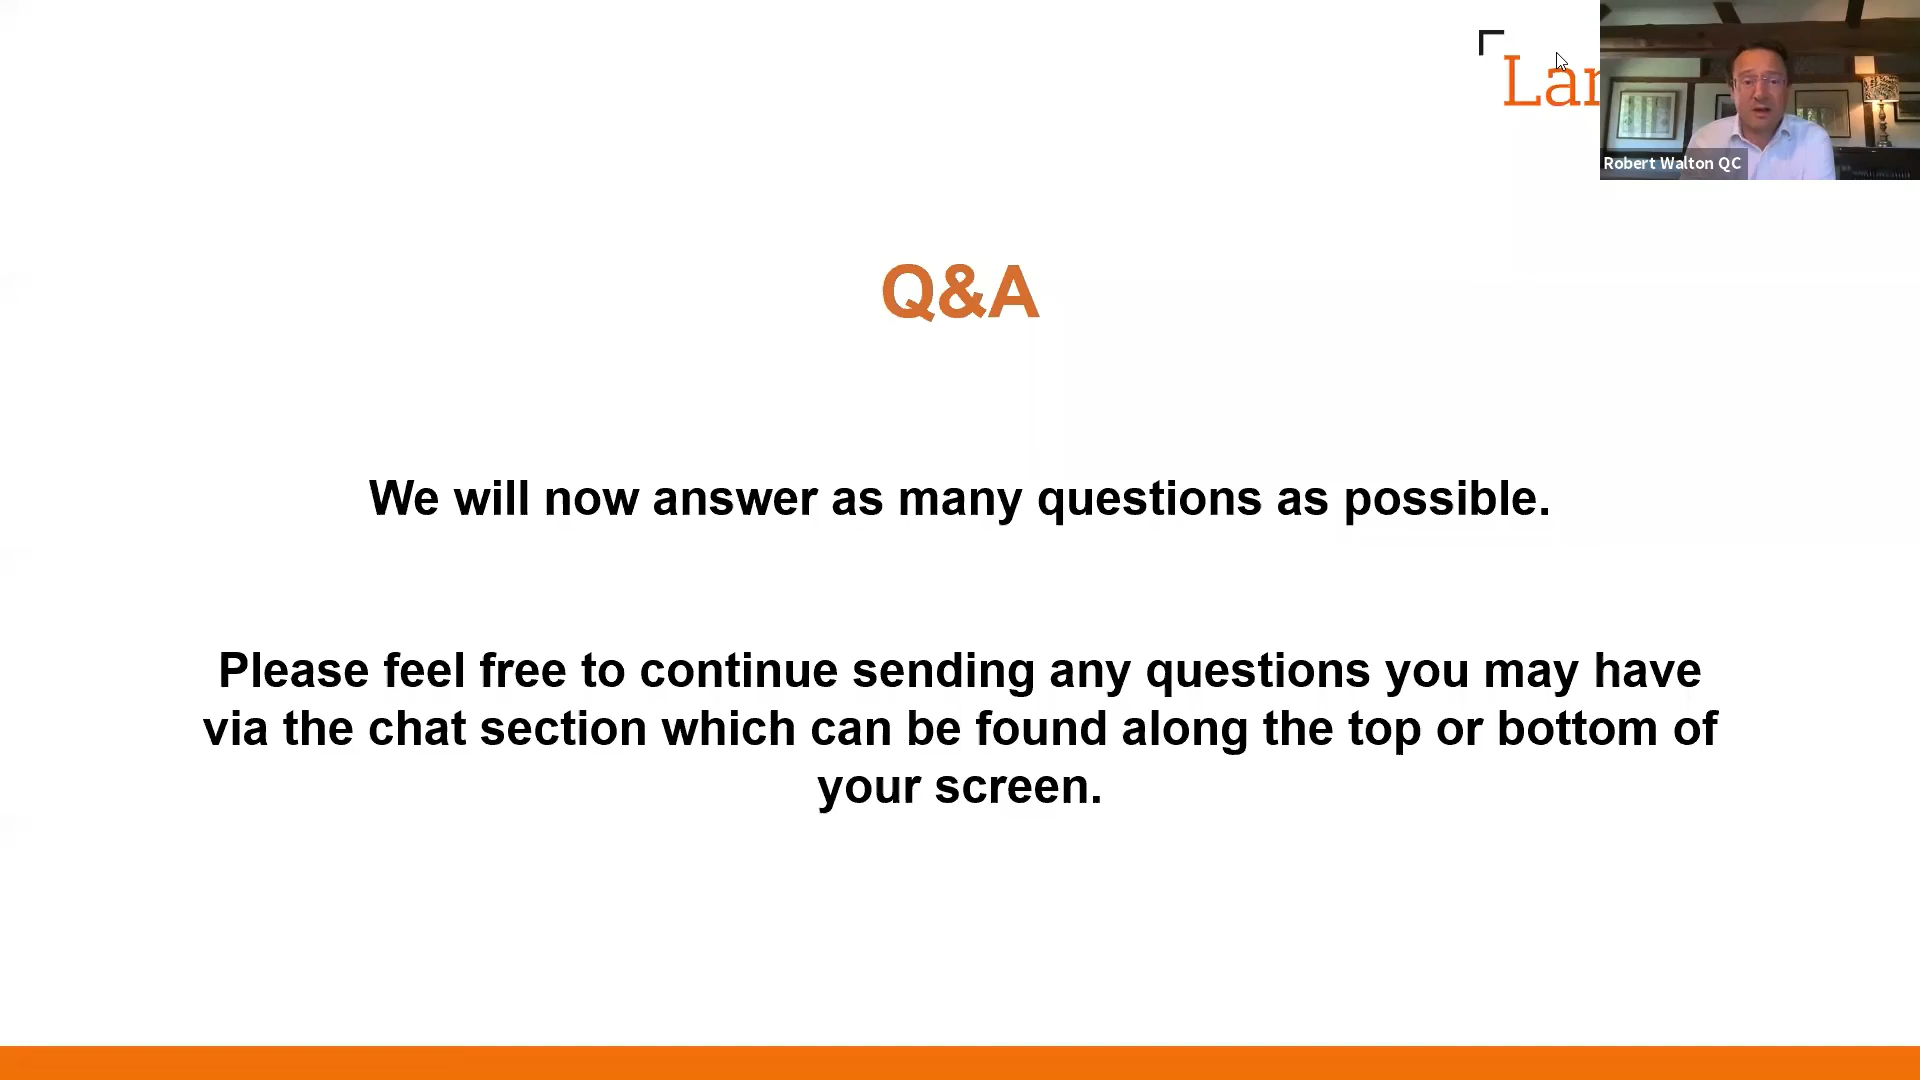 Lan
Robert Walton QC
Q&A
We will now answer as many questions as possible.
Please feel free to continue sending any questions you may have
via the chat section which can be found along the top or bottom of
your screen.